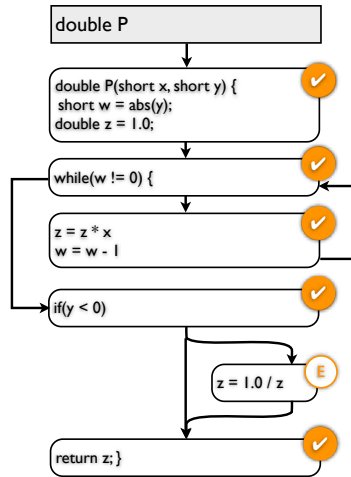 double P
double P(short x, short y) {
short w = abs(y);
double z = 1.0;
while(w != 0) {
z = z * x
w = w - 1
if(y < 0)
E
z = 1.0 / z
return z; }